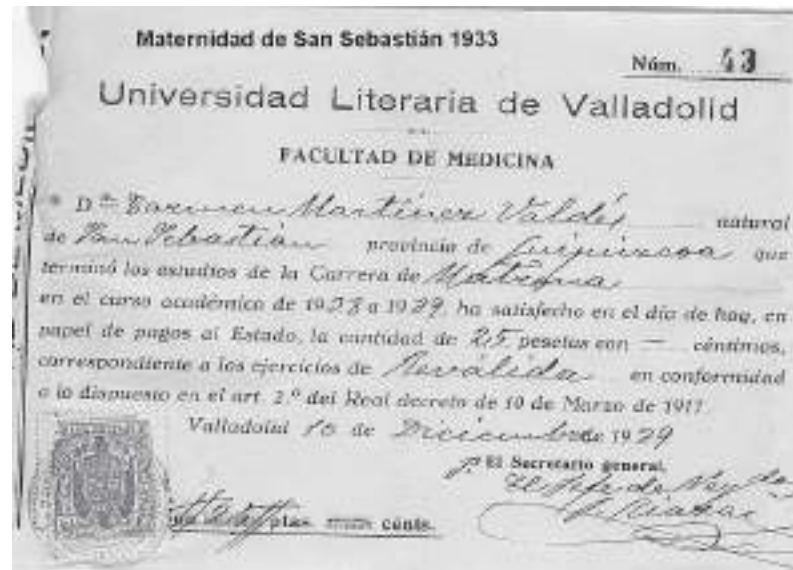 Maternidad de San Sebastián 1933
Núm. 43
Universidad Literaria de Valladolid
FACULTAD DE MEDICINA
D.ª Carmen Martínez Valdés natural
de San Sebastián provincia de Guipúzcoa que
terminó los estudios de la Carrera de Matrona
en el curso académico de 1928 a 1929, ha satisfecho en el día de hoy, en
papel de pagos al Estado, la cantidad de 25 pesetas con — céntimos,
correspondiente a los ejercicios de Reválida en conformidad
a lo dispuesto en el art. 2.º del Real decreto de 10 de Marzo de 1917.
Valladolid 10 de Diciembre de 1929
El Secretario general,
El Jefe de
ptas. cents.